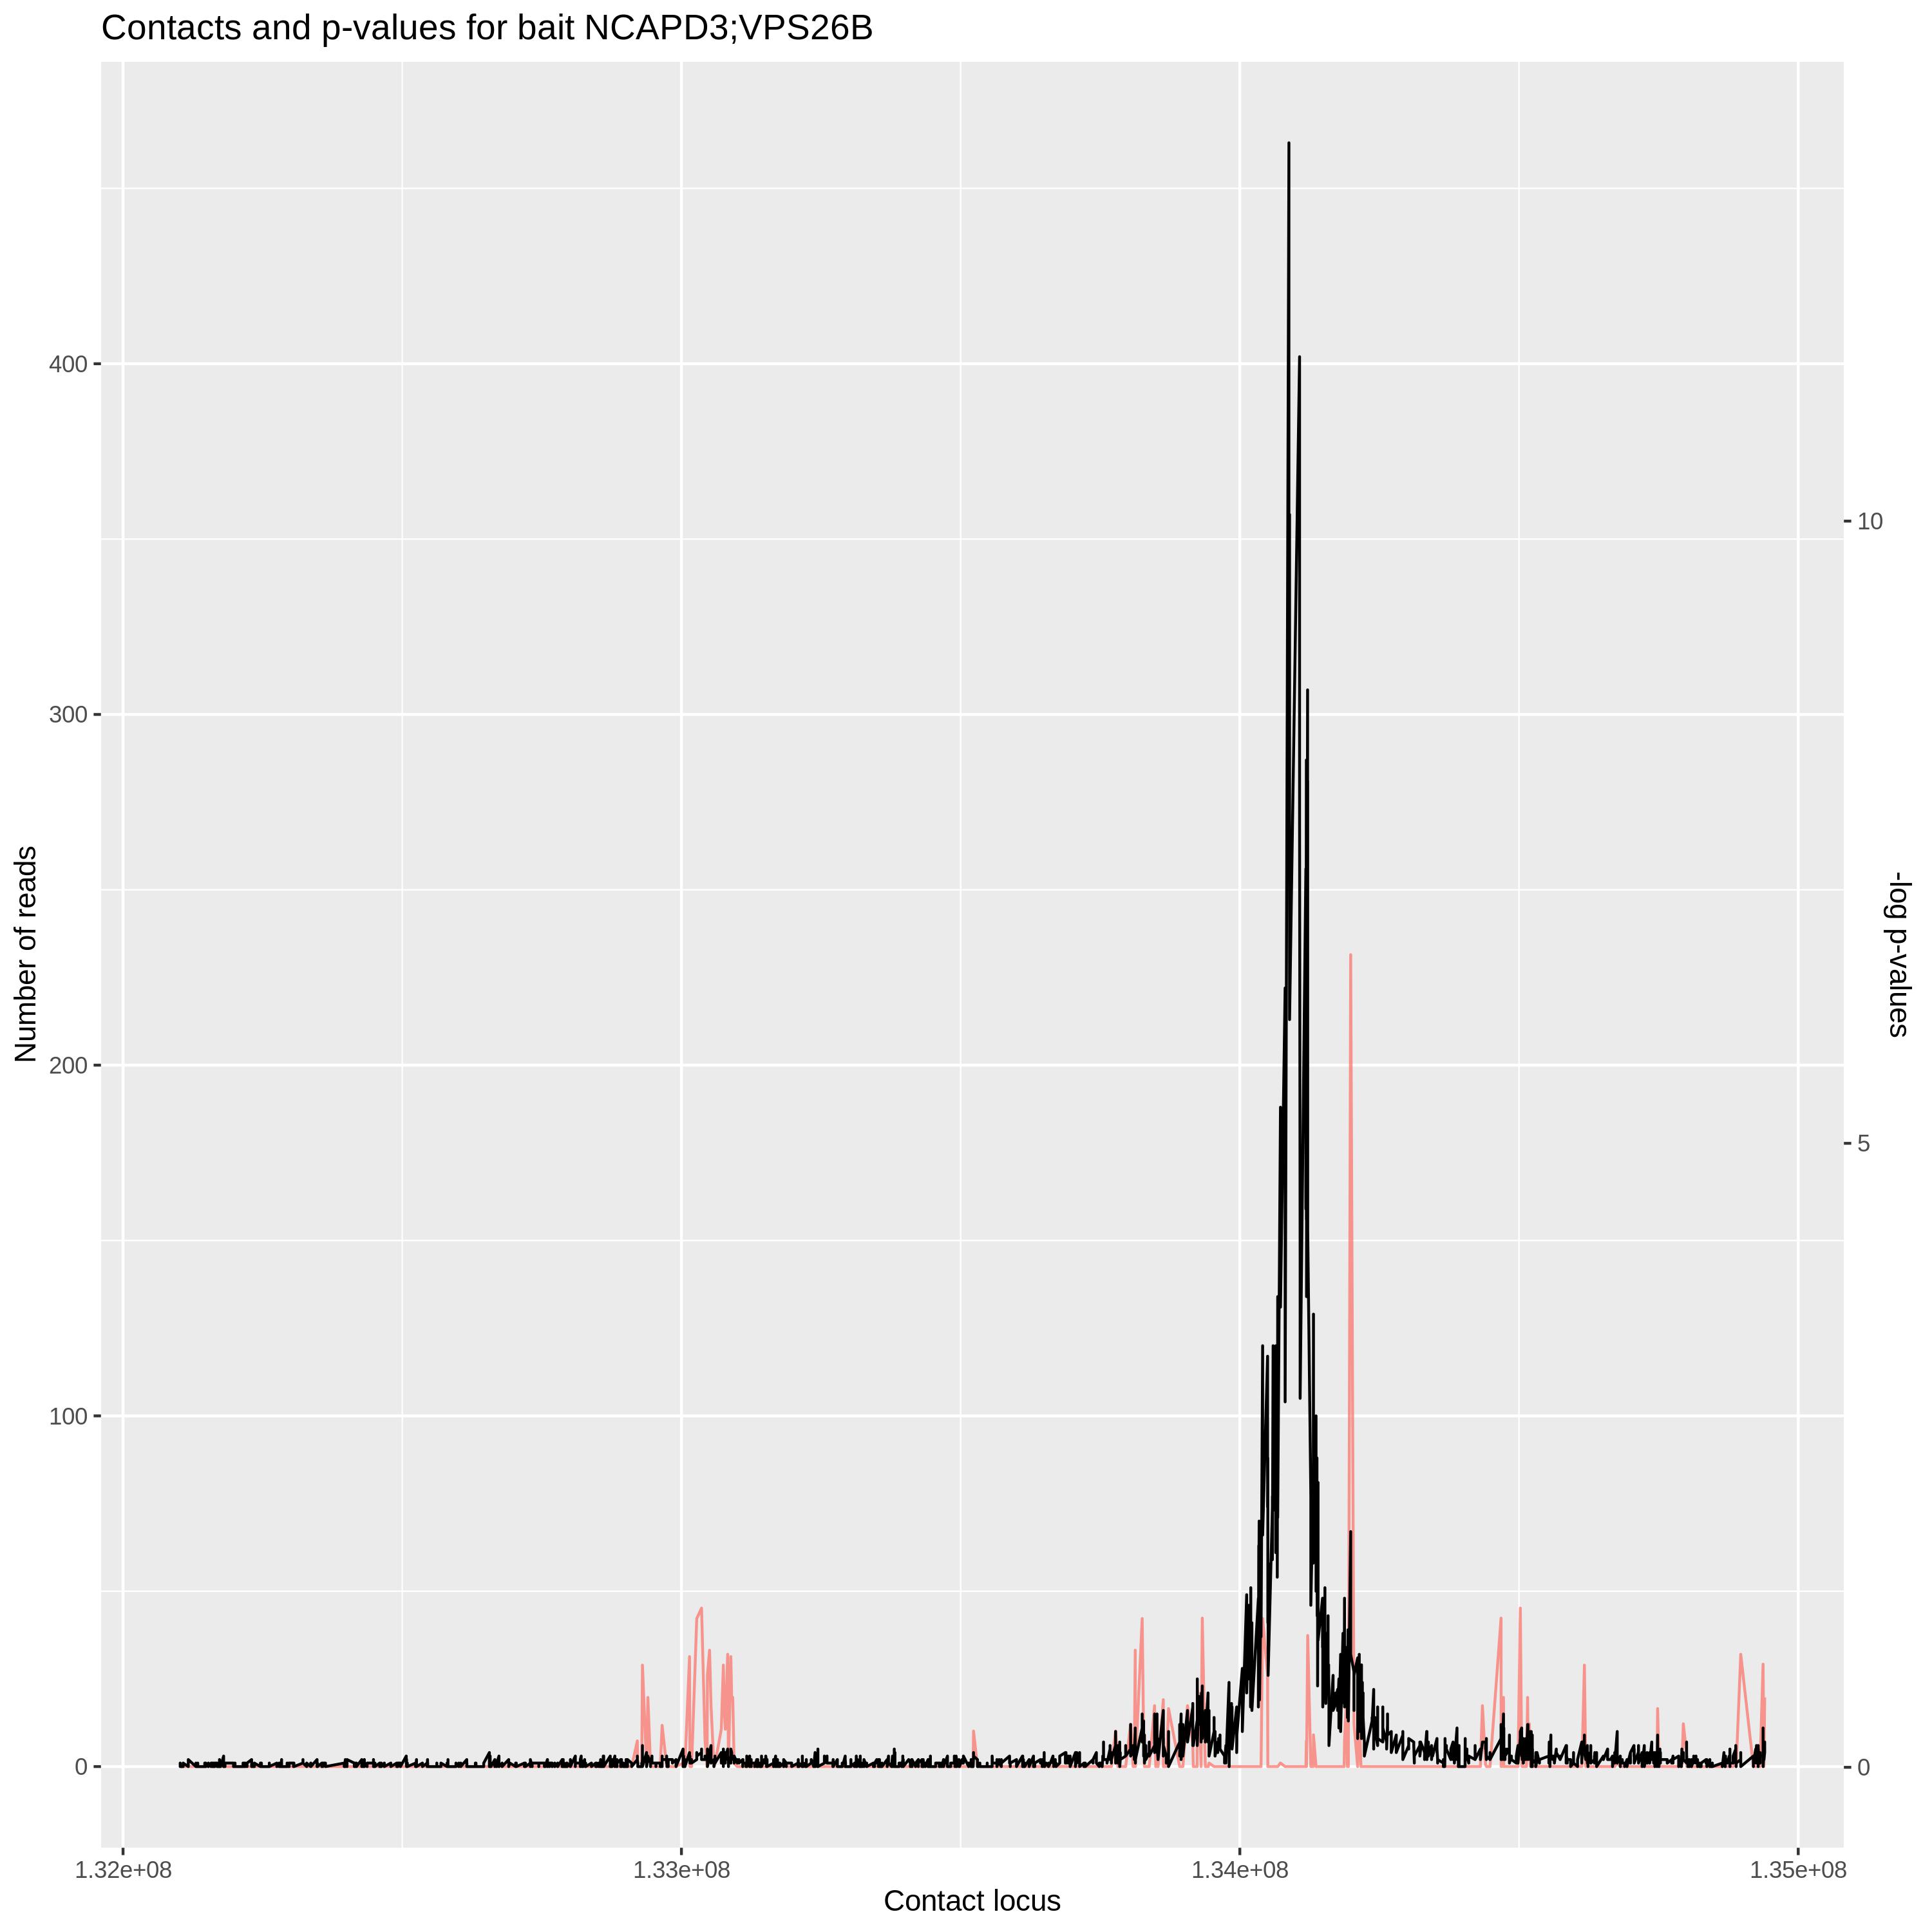 Contacts and p-values for bait NCAPD3;VPS26B
Number of reads
400
300
200
100
0
10
5
0
-log p-values
1.32e+08
1.33e+08
1.34e+08
1.35e+08
Contact locus